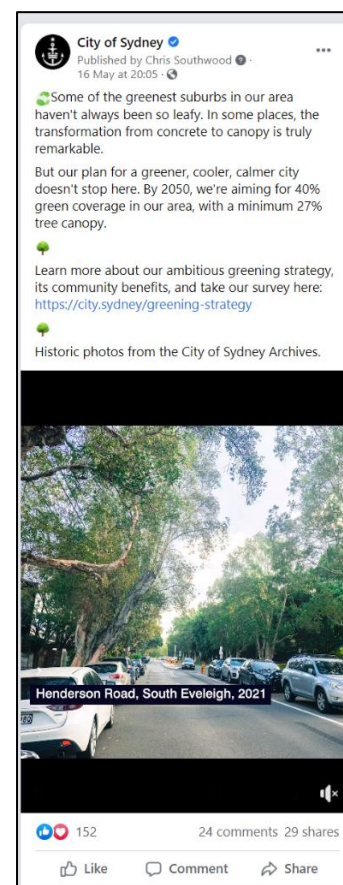 City of Sydney
Published by Chris Southwood ·
16 May at 20:05 ·
Some of the greenest suburbs in our area
haven't always been so leafy. In some places, the
transformation from concrete to canopy is truly
remarkable.
But our plan for a greener, cooler, calmer city
doesn't stop here. By 2050, we're aiming for 40%
green coverage in our area, with a minimum 27%
tree canopy.
Learn more about our ambitious greening strategy,
its community benefits, and take our survey here:
https://city.sydney/greening-strategy
Historic photos from the City of Sydney Archives.
Henderson Road, South Eveleigh, 2021
152 24 comments 29 shares
Like Comment Share